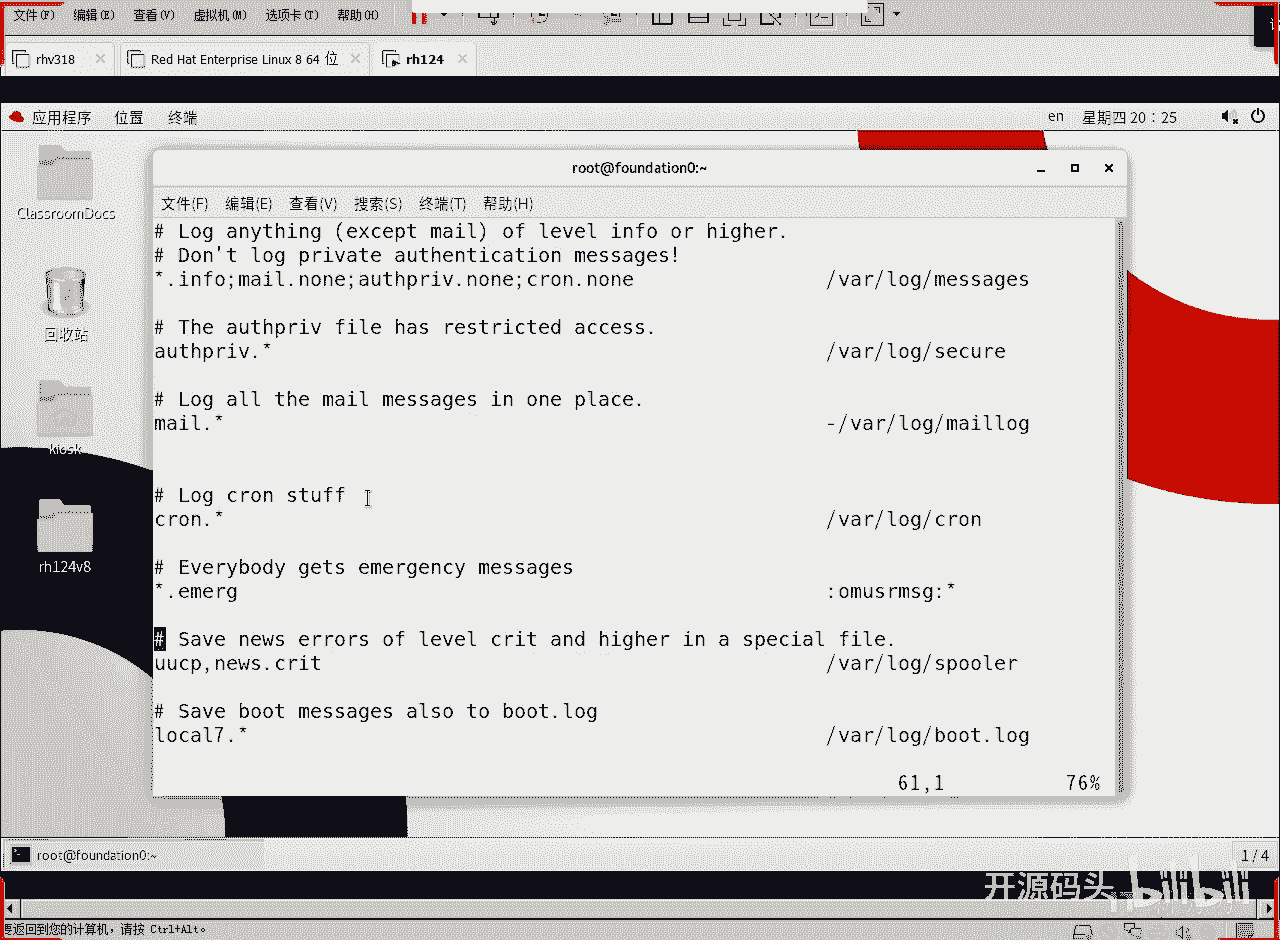 文件(F) 编辑(E) 查看(V) 虚拟机(M) 选项卡(T) 帮助(H)
rhv318 Red Hat Enterprise Linux 8 64 位 rh124
应用程序 位置 终端 en 星期四 20:25
ClassroomDocs
回收站
kiosk
rh124v8
root@foundation0:~
文件(F) 编辑(E) 查看(V) 搜索(S) 终端(T) 帮助(H)
# Log anything (except mail) of level info or higher.
# Don't log private authentication messages!
*.info;mail.none;authpriv.none;cron.none /var/log/messages
# The authpriv file has restricted access.
authpriv.* /var/log/secure
# Log all the mail messages in one place.
mail.* -/var/log/maillog
# Log cron stuff
cron.* /var/log/cron
# Everybody gets emergency messages
*.emerg :omusrmsg:*
# Save news errors of level crit and higher in a special file.
uucp,news.crit /var/log/spooler
# Save boot messages also to boot.log
local7.* /var/log/boot.log
61,1 76%
root@foundation0:~ 1 / 4
开源码头 bilibili
要返回到您的计算机，请按 Ctrl+Alt。